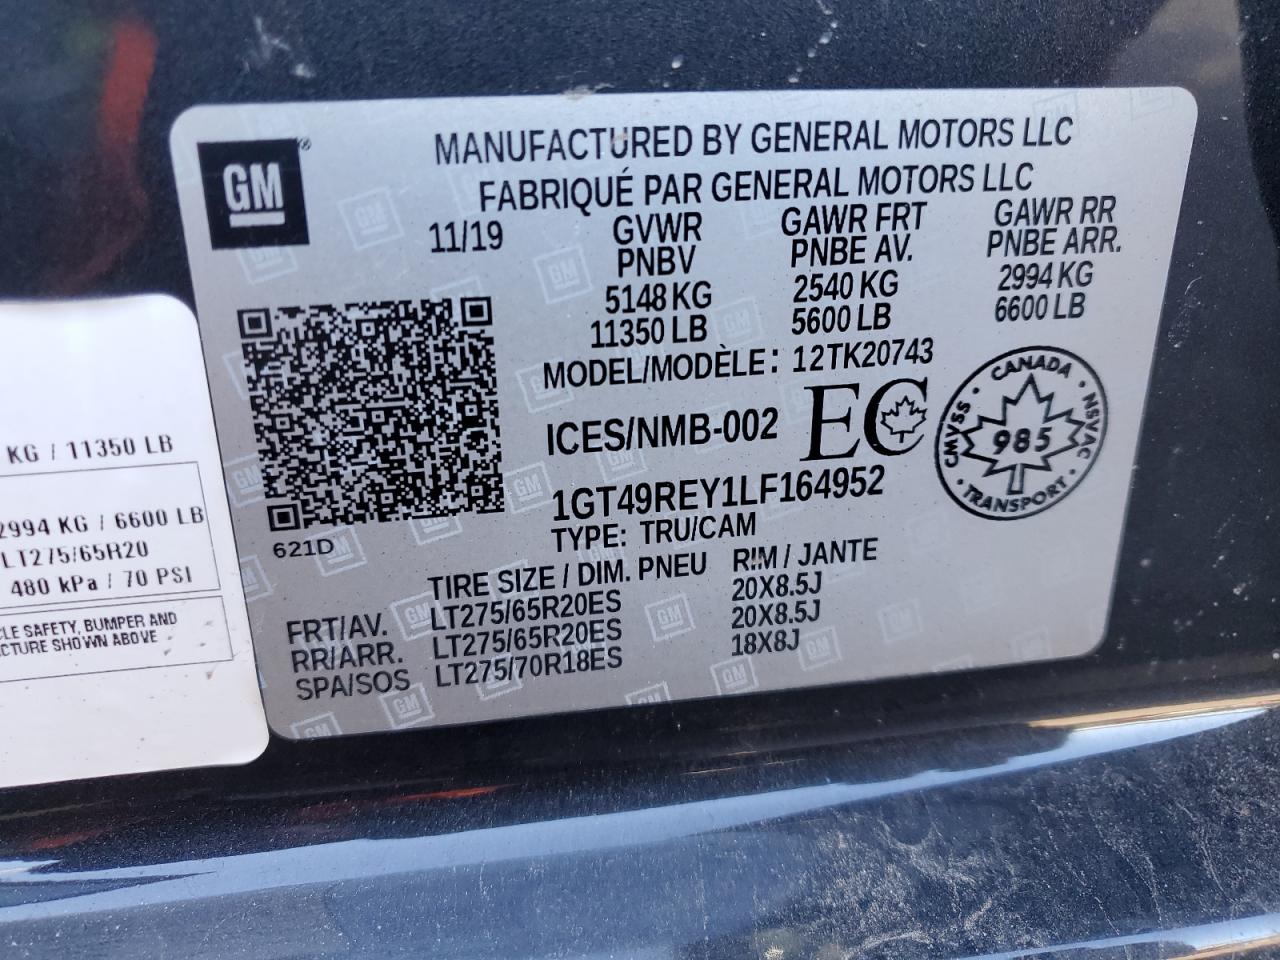 GM®
MANUFACTURED BY GENERAL MOTORS LLC
FABRIQUÉ PAR GENERAL MOTORS LLC
11/19
GVWR
PNBV
5148 KG
11350 LB
GAWR FRT
PNBE AV.
2540 KG
5600 LB
GAWR RR
PNBE ARR.
2994 KG
6600 LB
MODEL/MODÈLE: 12TK20743
ICES/NMB-002
EC
CANADA
CMVSS NSVAC
985
TRANSPORT
1GT49REY1LF164952
TYPE: TRU/CAM
621D
TIRE SIZE / DIM. PNEU RIM / JANTE
FRT/AV. LT275/65R20ES 20X8.5J
RR/ARR. LT275/65R20ES 20X8.5J
SPA/SOS LT275/70R18ES 18X8J
KG / 11350 LB
2994 KG / 6600 LB
LT275/65R20
480 kPa / 70 PSI
CLE SAFETY, BUMPER AND
CTURE SHOWN ABOVE